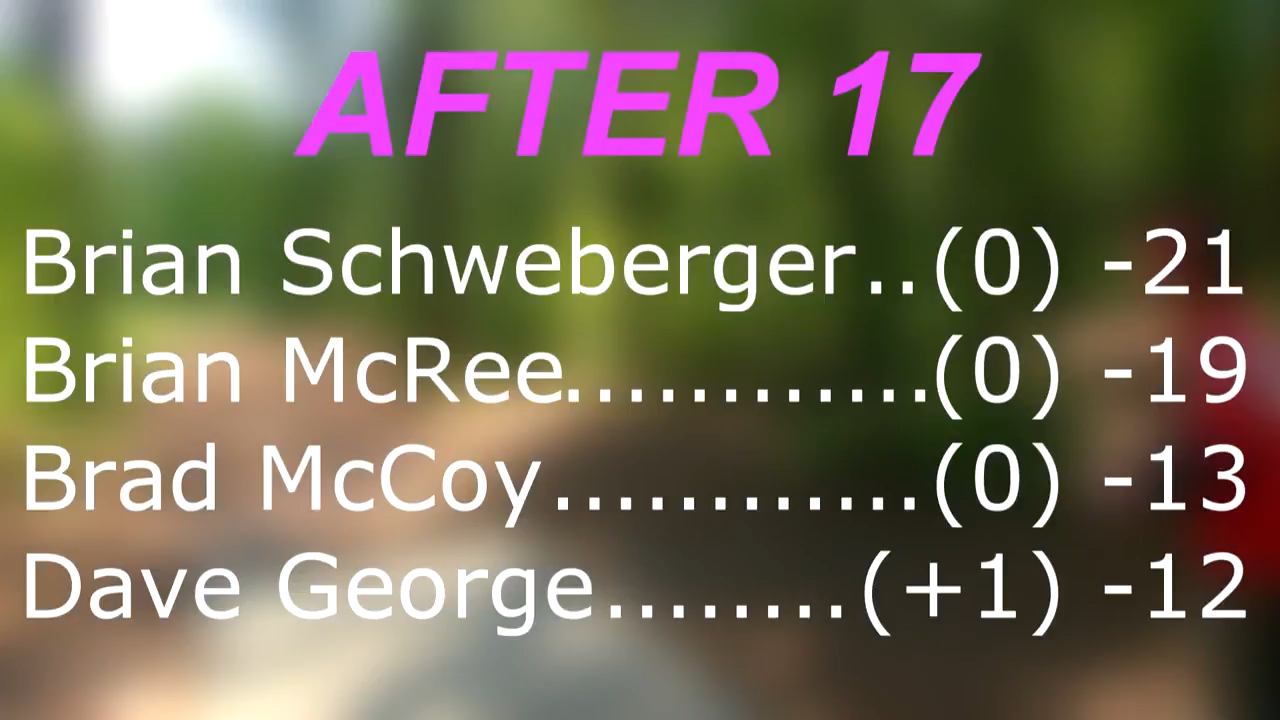 AFTER 17
Brian Schweberger..(0) -21
Brian McRee............(0) -19
Brad McCoy............(0) -13
Dave George........(+1) -12